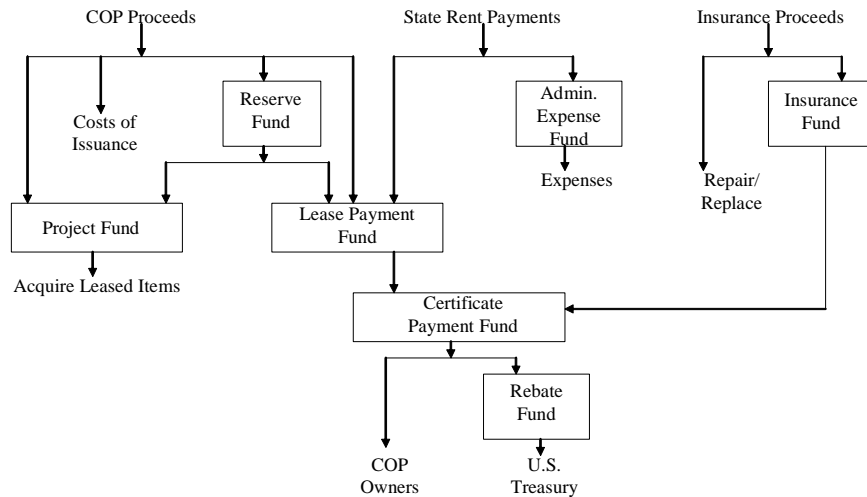 COP Proceeds
State Rent Payments
Insurance Proceeds
Costs of
Issuance
Reserve
Fund
Admin.
Expense
Fund
Insurance
Fund
Expenses
Repair/
Replace
Project Fund
Lease Payment
Fund
Acquire Leased Items
Certificate
Payment Fund
Rebate
Fund
COP
Owners
U.S.
Treasury